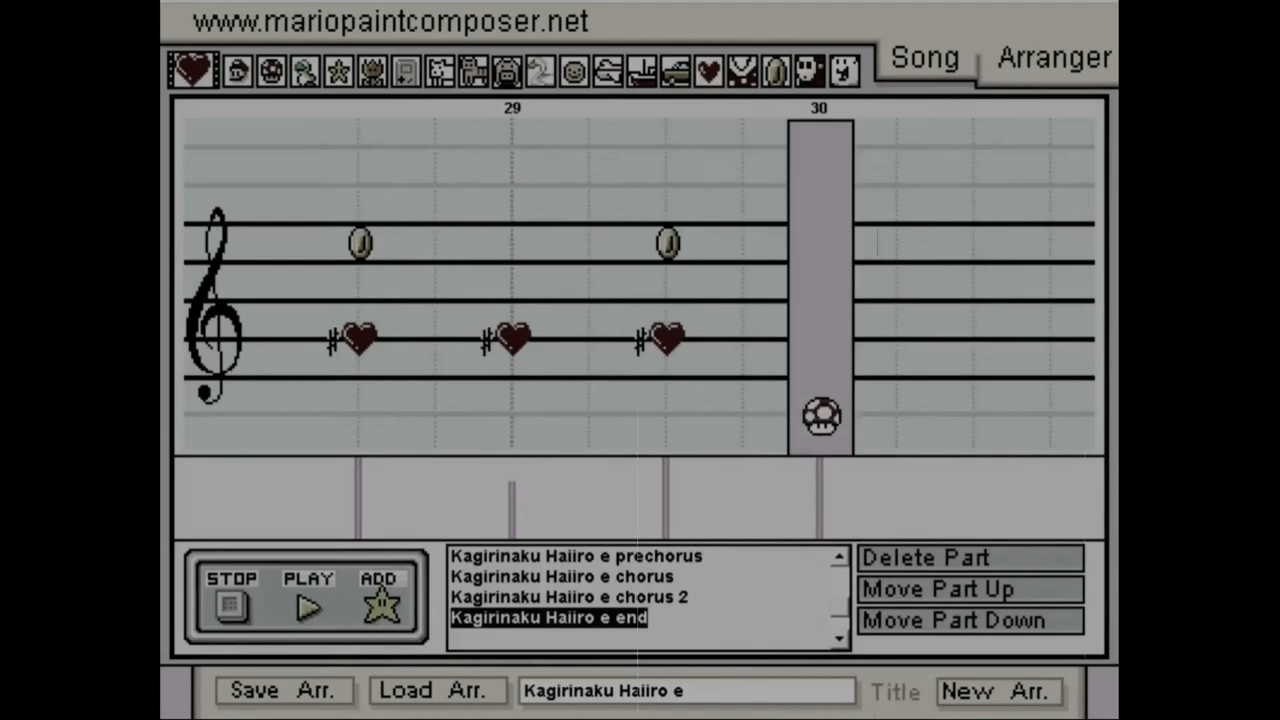 www.mariopaintcomposer.net
Song Arranger
29 30
STOP PLAY ADD
Kagirinaku Haiiro e prechorus
Kagirinaku Haiiro e chorus
Kagirinaku Haiiro e chorus 2
Kagirinaku Haiiro e end
Delete Part
Move Part Up
Move Part Down
Save Arr. Load Arr. Kagirinaku Haiiro e Title New Arr.